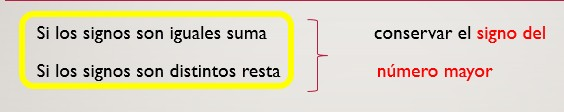 Si los signos son iguales suma
conservar el signo del
Si los signos son distintos resta
número mayor